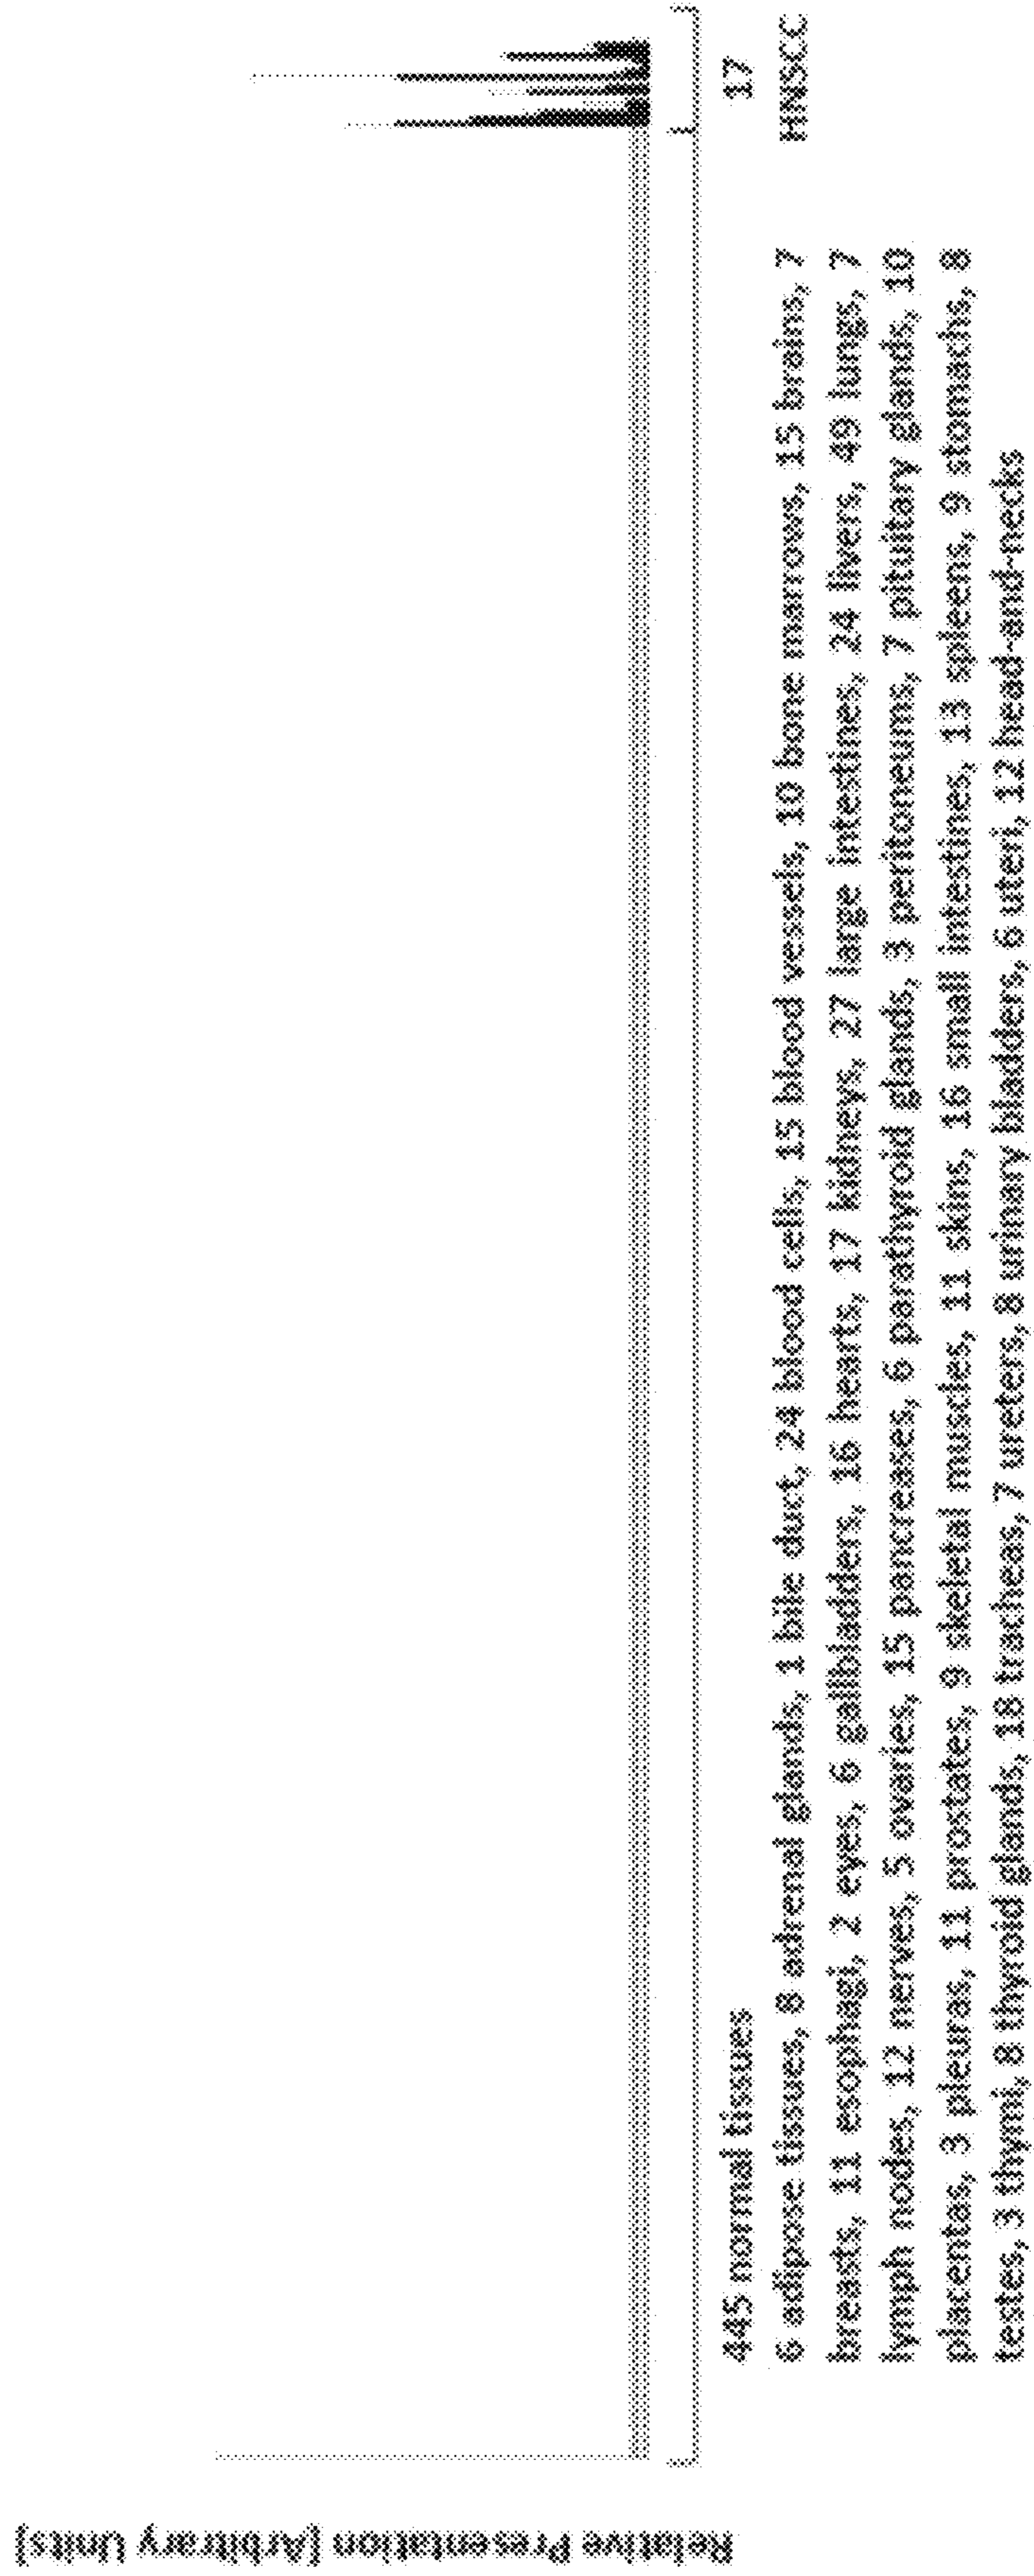 Relative Presentation [Arbitrary Units]
445 normal tissues
17
HNSCC
6 adipose tissues, 8 adrenal glands, 1 bile duct, 24 blood cells, 15 blood vessels, 10 bone marrows, 15 brains, 7
breasts, 11 esophagi, 2 eyes, 6 gallbladders, 16 hearts, 17 kidneys, 27 large intestines, 24 livers, 49 lungs, 7
lymph nodes, 12 nerves, 5 ovaries, 15 pancreases, 6 parathyroid glands, 3 peritoneums, 7 pituitary glands, 10
placentas, 3 pleuras, 11 prostates, 9 skeletal muscles, 11 skins, 16 small intestines, 13 spleens, 9 stomachs, 8
testes, 3 thymi, 8 thyroid glands, 18 tracheas, 7 ureters, 8 urinary bladders, 6 uteri, 12 head-and-necks